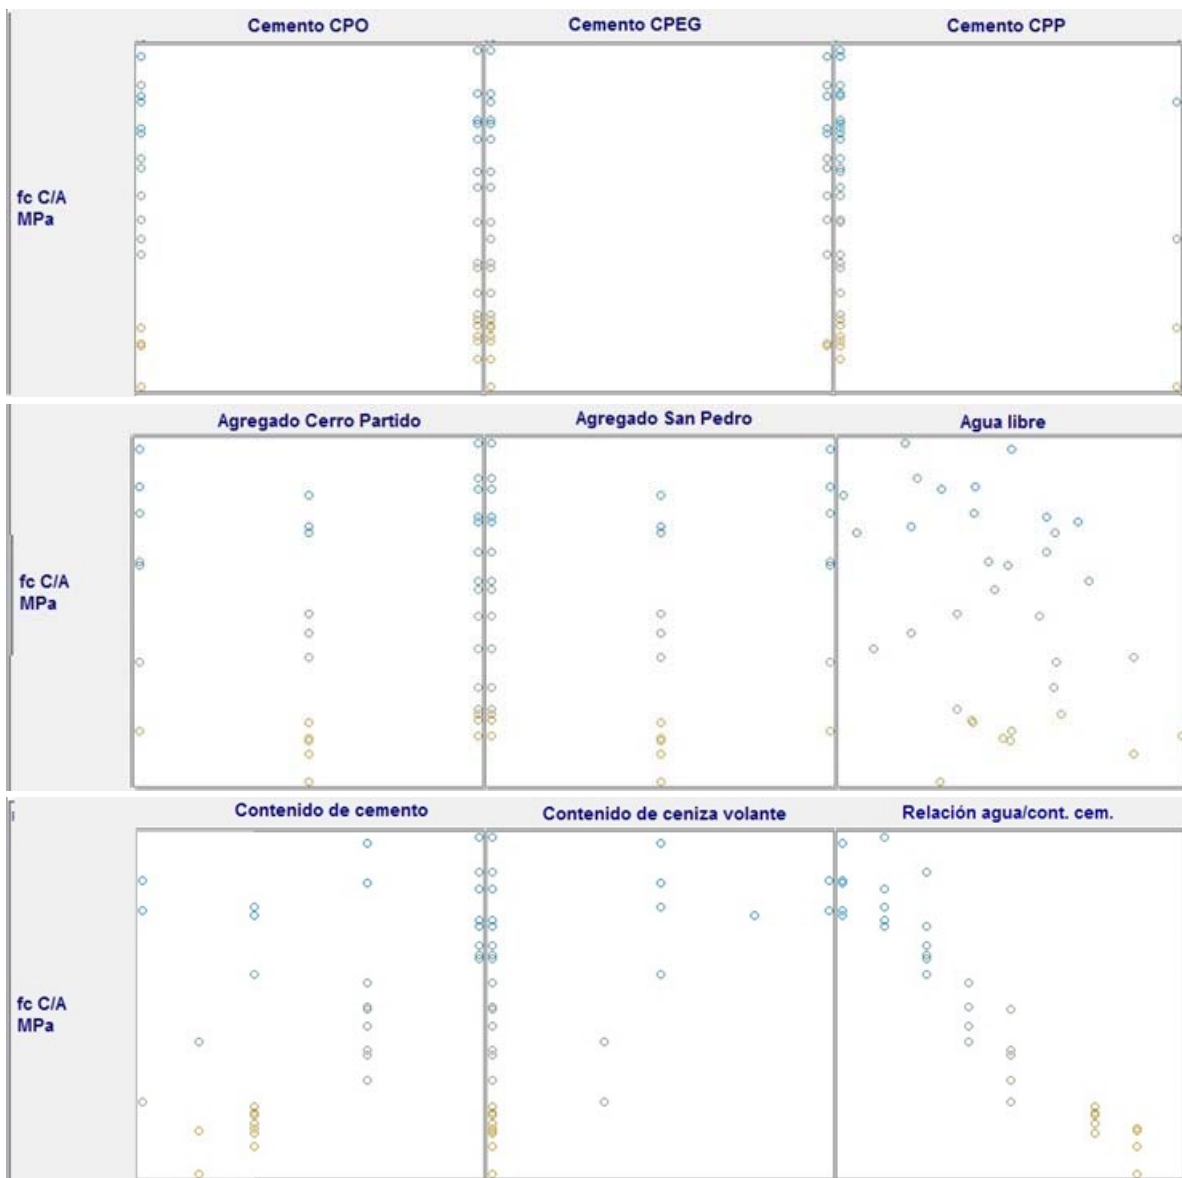 Cemento CPO Cemento CPEG Cemento CPP
fc C/A
MPa
Agregado Cerro Partido Agregado San Pedro Agua libre
fc C/A
MPa
Contenido de cemento Contenido de ceniza volante Relación agua/cont. cem.
fc C/A
MPa